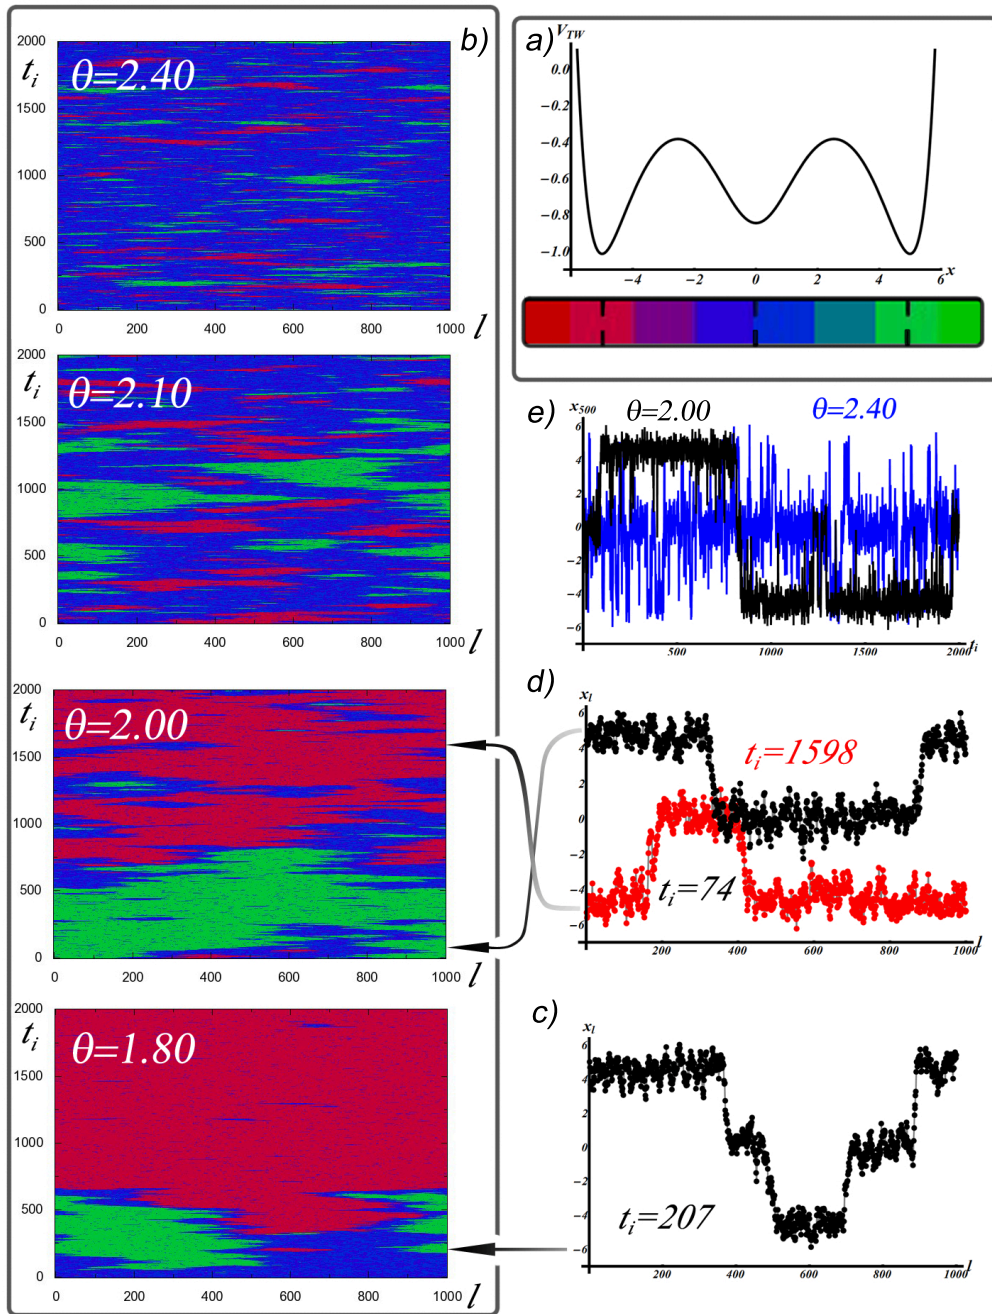 b)
2000
t_i
θ=2.40
1500
1000
500
0
0 200 400 600 800 1000 l
2000
t_i
θ=2.10
1500
1000
500
0
0 200 400 600 800 1000 l
2000
t_i
θ=2.00
1500
1000
500
0
0 200 400 600 800 1000 l
2000
t_i
θ=1.80
1500
1000
500
0
0 200 400 600 800 1000 l
a)
V_TW
0.0
-0.2
-0.4
-0.6
-0.8
-1.0
-4 -2 0 2 4 6 x
e)
x_500
θ=2.00 θ=2.40
6
4
2
0
-2
-4
-6
500 1000 1500 2000 t_i
d)
x_l
6
4
2
0
-2
-4
-6
t_i=1598
t_i=74
200 400 600 800 1000 l
c)
x_l
6
4
2
0
-2
-4
-6
t_i=207
200 400 600 800 1000 l